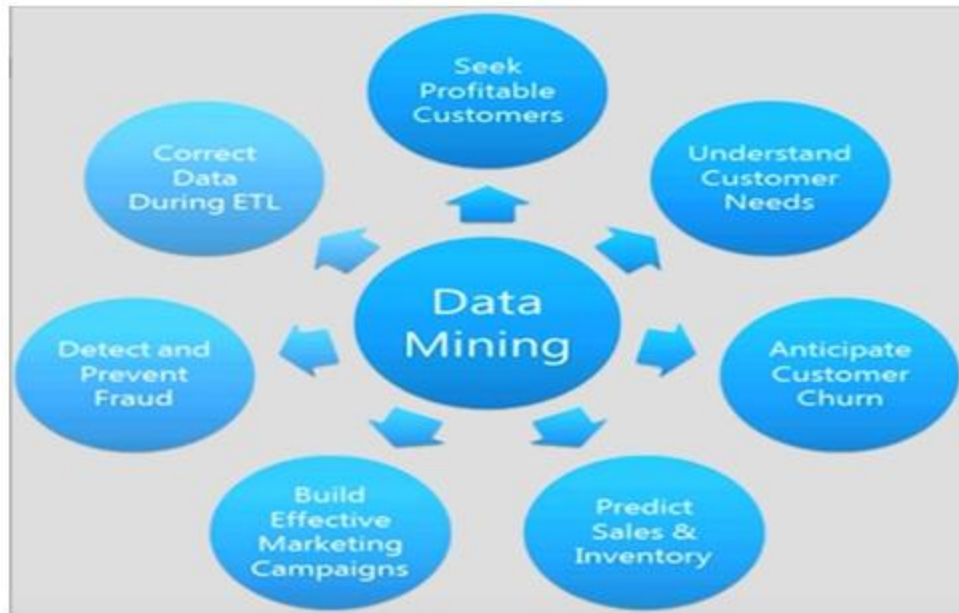 Seek
Profitable
Customers
Understand
Customer
Needs
Anticipate
Customer
Churn
Predict
Sales &
Inventory
Build
Effective
Marketing
Campaigns
Detect and
Prevent
Fraud
Correct
Data
During ETL
Data
Mining